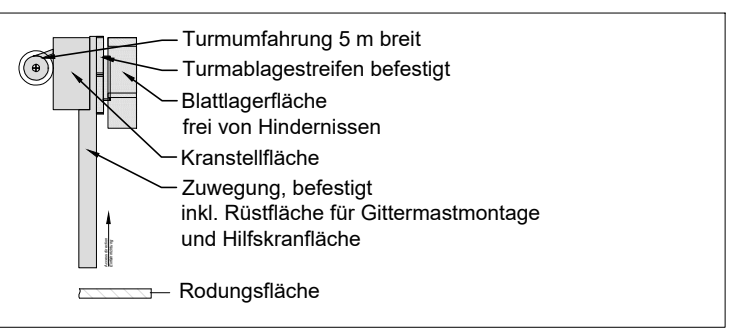 Turmumfahrung 5 m breit
Turmablagestreifen befestigt
Blattlagerfläche
frei von Hindernissen
Kranstellfläche
Zuwegung, befestigt
inkl. Rüstfläche für Gittermastmontage
und Hilfskranfläche
Rodungsfläche